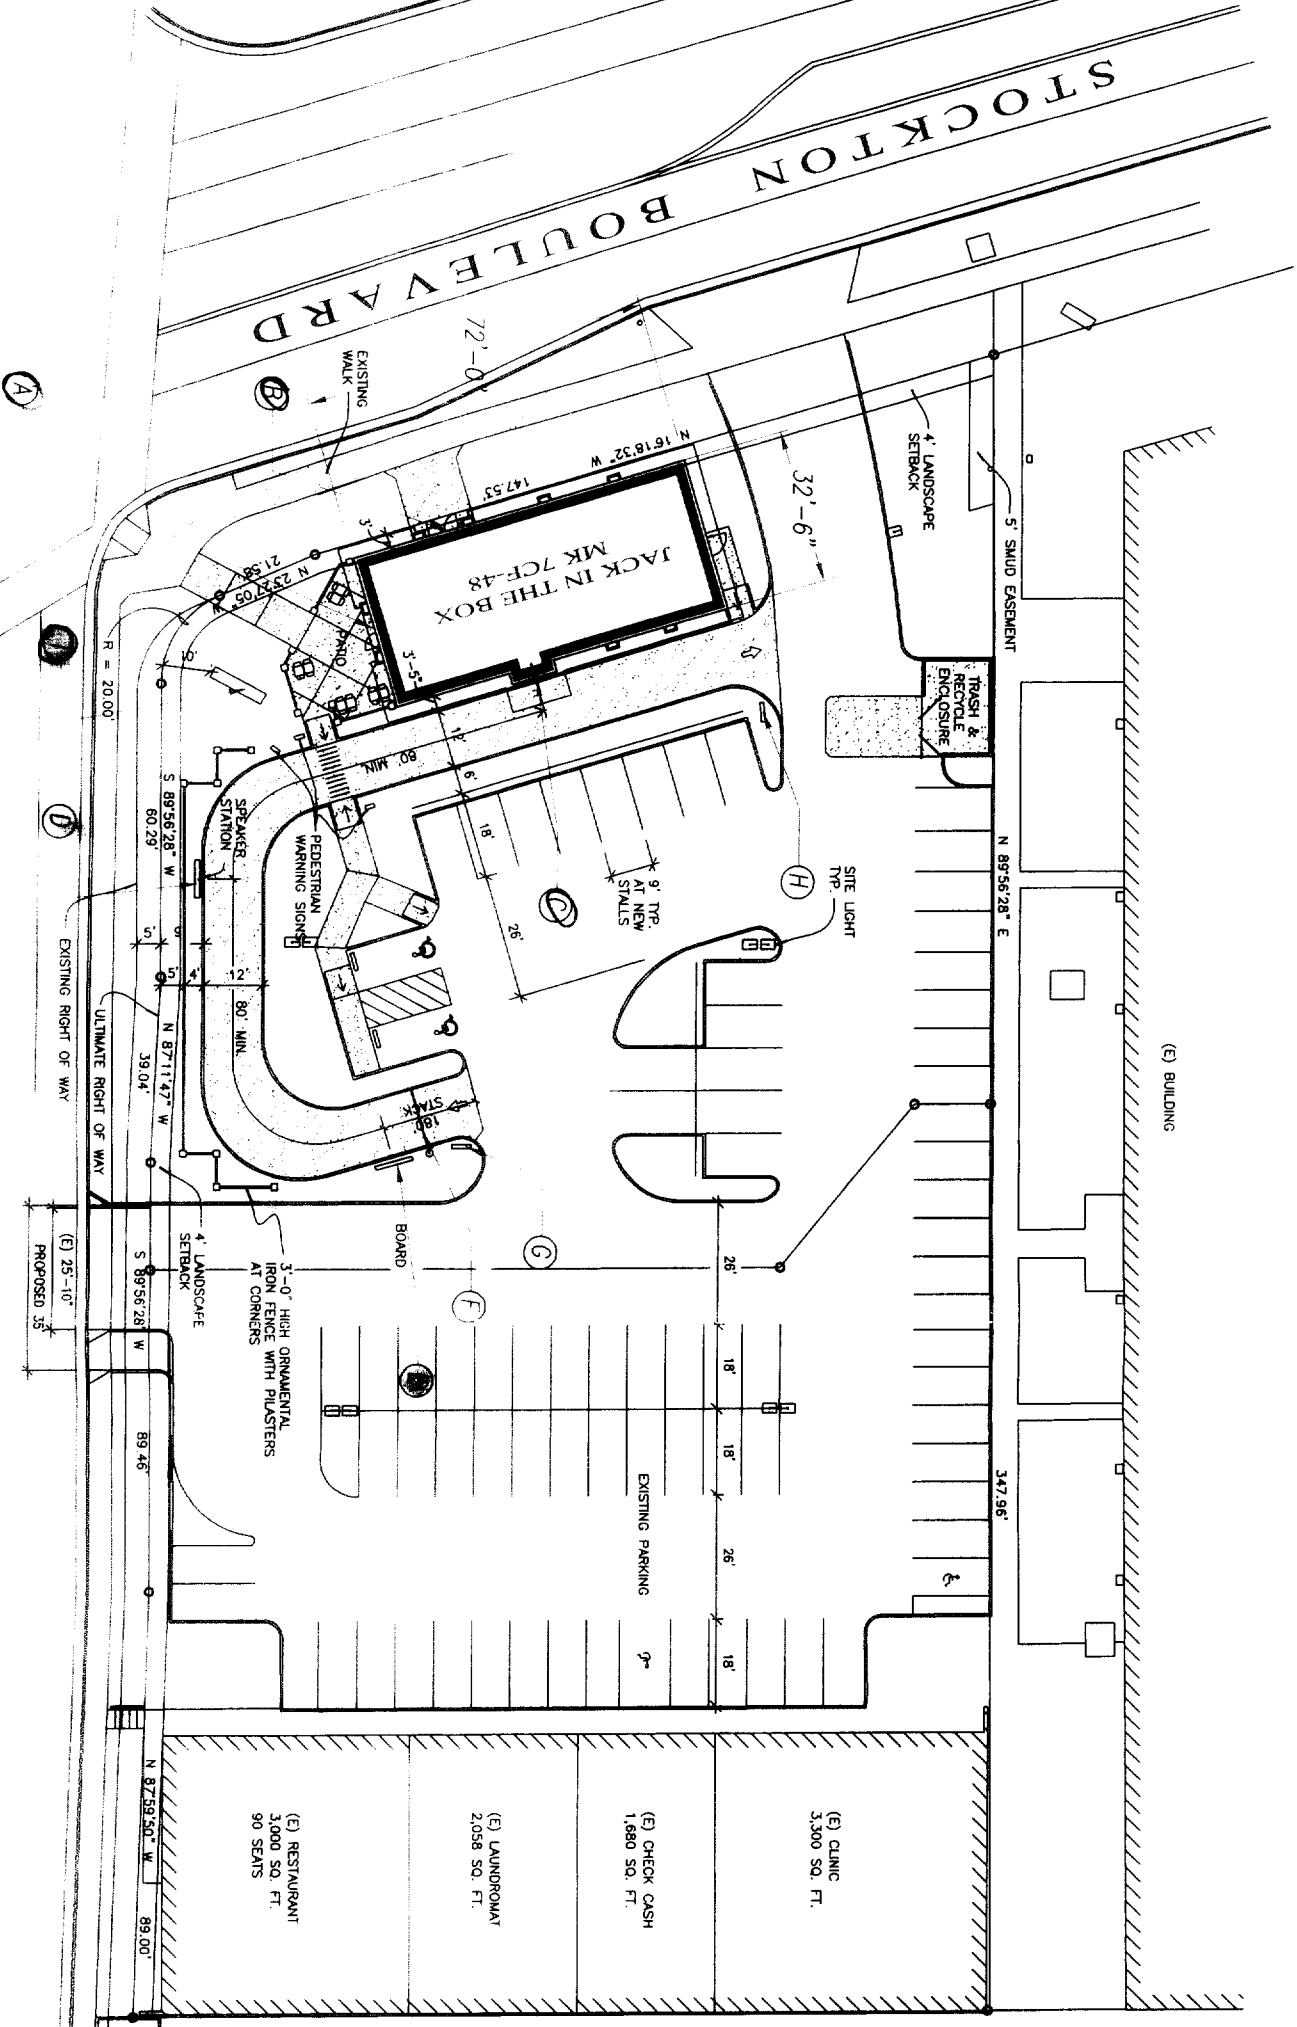 STOCKTON BOULEVARD
(E) BUILDING
5' SMUD EASEMENT
4' LANDSCAPE
SETBACK
N 89°56'28" E
347.96'
TRASH &
RECYCLE
ENCLOSURE
32'-6"
72'-0"
N 16°18'32" W
147.53'
JACK IN THE BOX
MK 7CF-48
EXISTING
WALK
3'
3'-5"
PATIO
N 23°27'05" W
21.58'
10'
R = 20.00'
80' MIN.
12'
6'
18'
26'
9' TYP.
AT NEW
STALLS
SITE LIGHT
TYP.
H
C
B
A
D
PEDESTRIAN
WARNING SIGNS
SPEAKER
STATION
S 89°56'28" W
60.29'
5'
6'
5'
4'
12'
80' MIN.
N 87°11'47" W
39.04'
EXISTING RIGHT OF WAY
ULTIMATE RIGHT OF WAY
STACK
180'
BOARD
G
F
4' LANDSCAPE
SETBACK
3'-0" HIGH ORNAMENTAL
IRON FENCE WITH PILASTERS
AT CORNERS
S 89°56'28" W
89.46'
(E) 25'-10"
PROPOSED 35'
26'
18'
18'
26'
18'
EXISTING PARKING
(E) CLINIC
3,300 SQ. FT.
(E) CHECK CASH
1,680 SQ. FT.
(E) LAUNDROMAT
2,058 SQ. FT.
(E) RESTAURANT
3,000 SQ. FT.
90 SEATS
N 87°59'50" W
89.00'